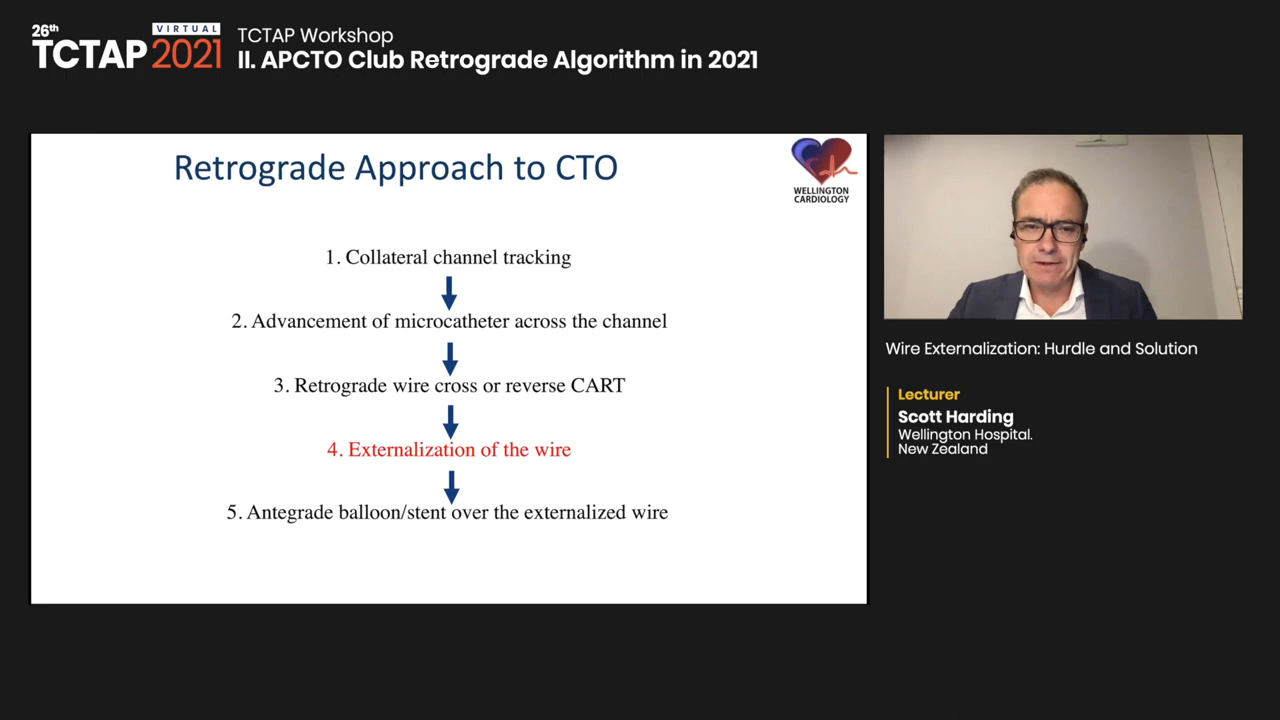 26th
VIRTUAL
TCTAP 2021
TCTAP Workshop
II. APCTO Club Retrograde Algorithm in 2021
Retrograde Approach to CTO
WELLINGTON
CARDIOLOGY
1. Collateral channel tracking
2. Advancement of microcatheter across the channel
3. Retrograde wire cross or reverse CART
4. Externalization of the wire
5. Antegrade balloon/stent over the externalized wire
Wire Externalization: Hurdle and Solution
Lecturer
Scott Harding
Wellington Hospital.
New Zealand